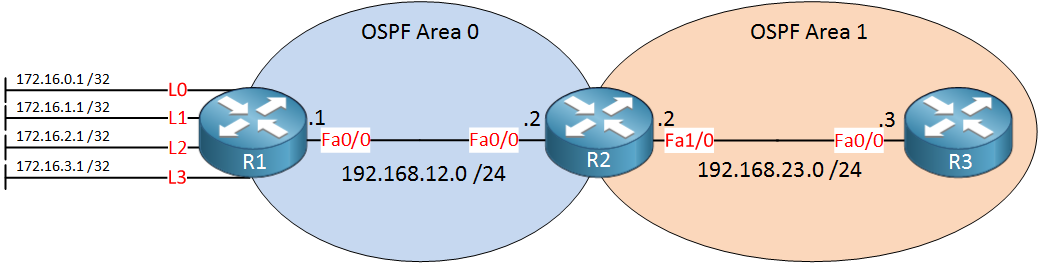 OSPF Area 0
OSPF Area 1
172.16.0.1 /32
L0
172.16.1.1 /32
L1
172.16.2.1 /32
L2
172.16.3.1 /32
L3
R1
.1
Fa0/0
192.168.12.0 /24
.2
Fa0/0
R2
.2
Fa1/0
192.168.23.0 /24
.3
Fa0/0
R3